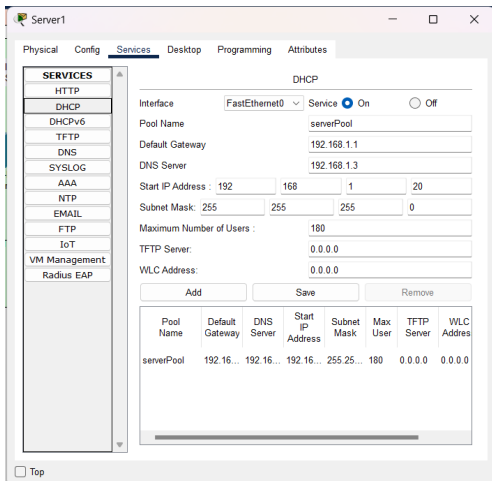 Server1
Physical Config Services Desktop Programming Attributes
SERVICES
HTTP
DHCP
DHCPv6
TFTP
DNS
SYSLOG
AAA
NTP
EMAIL
FTP
IoT
VM Management
Radius EAP
DHCP
Interface FastEthernet0 Service On Off
Pool Name serverPool
Default Gateway 192.168.1.1
DNS Server 192.168.1.3
Start IP Address : 192 168 1 20
Subnet Mask: 255 255 255 0
Maximum Number of Users : 180
TFTP Server: 0.0.0.0
WLC Address: 0.0.0.0
Add Save Remove
Pool Name Default Gateway DNS Server Start IP Address Subnet Mask Max User TFTP Server WLC Addres
serverPool 192.16... 192.16... 192.16... 255.25... 180 0.0.0.0 0.0.0.0
Top